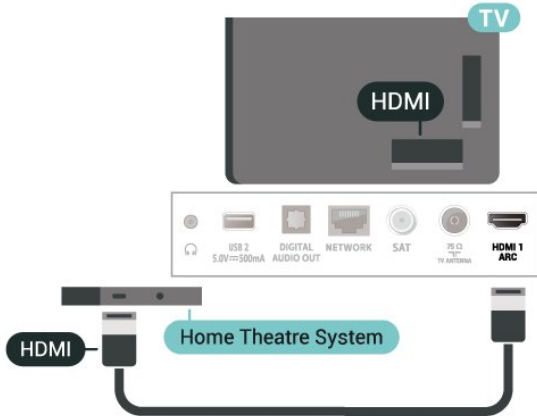 TV
HDMI
USB 2
5.0V⎓500mA
DIGITAL
AUDIO OUT
NETWORK
SAT
75 Ω
TV ANTENNA
HDMI 1
ARC
Home Theatre System
HDMI